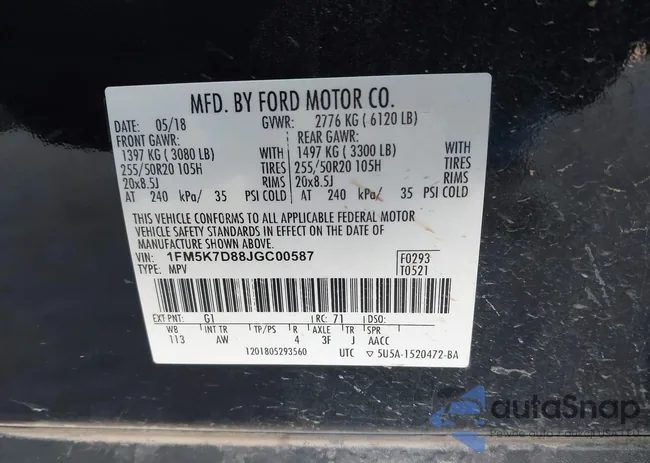 MFD. BY FORD MOTOR CO.
DATE: 05/18 GVWR: 2776 KG ( 6120 LB)
FRONT GAWR: REAR GAWR:
1397 KG ( 3080 LB) WITH 1497 KG ( 3300 LB) WITH
255/50R20 105H TIRES 255/50R20 105H TIRES
20x8.5J RIMS 20x8.5J RIMS
AT 240 kPa/ 35 PSI COLD AT 240 kPa/ 35 PSI COLD
THIS VEHICLE CONFORMS TO ALL APPLICABLE FEDERAL MOTOR
VEHICLE SAFETY STANDARDS IN EFFECT ON THE DATE OF
MANUFACTURE SHOWN ABOVE.
VIN: 1FM5K7D88JGC00587 F0293
TYPE: MPV T0521
EXT PNT: G1 RC: 71 DSO:
WB INT TR TP/PS R AXLE TR SPR
113 AW 4 3F J AACC
1201805293560 UTC 5U5A-1520472-BA
autoSnap